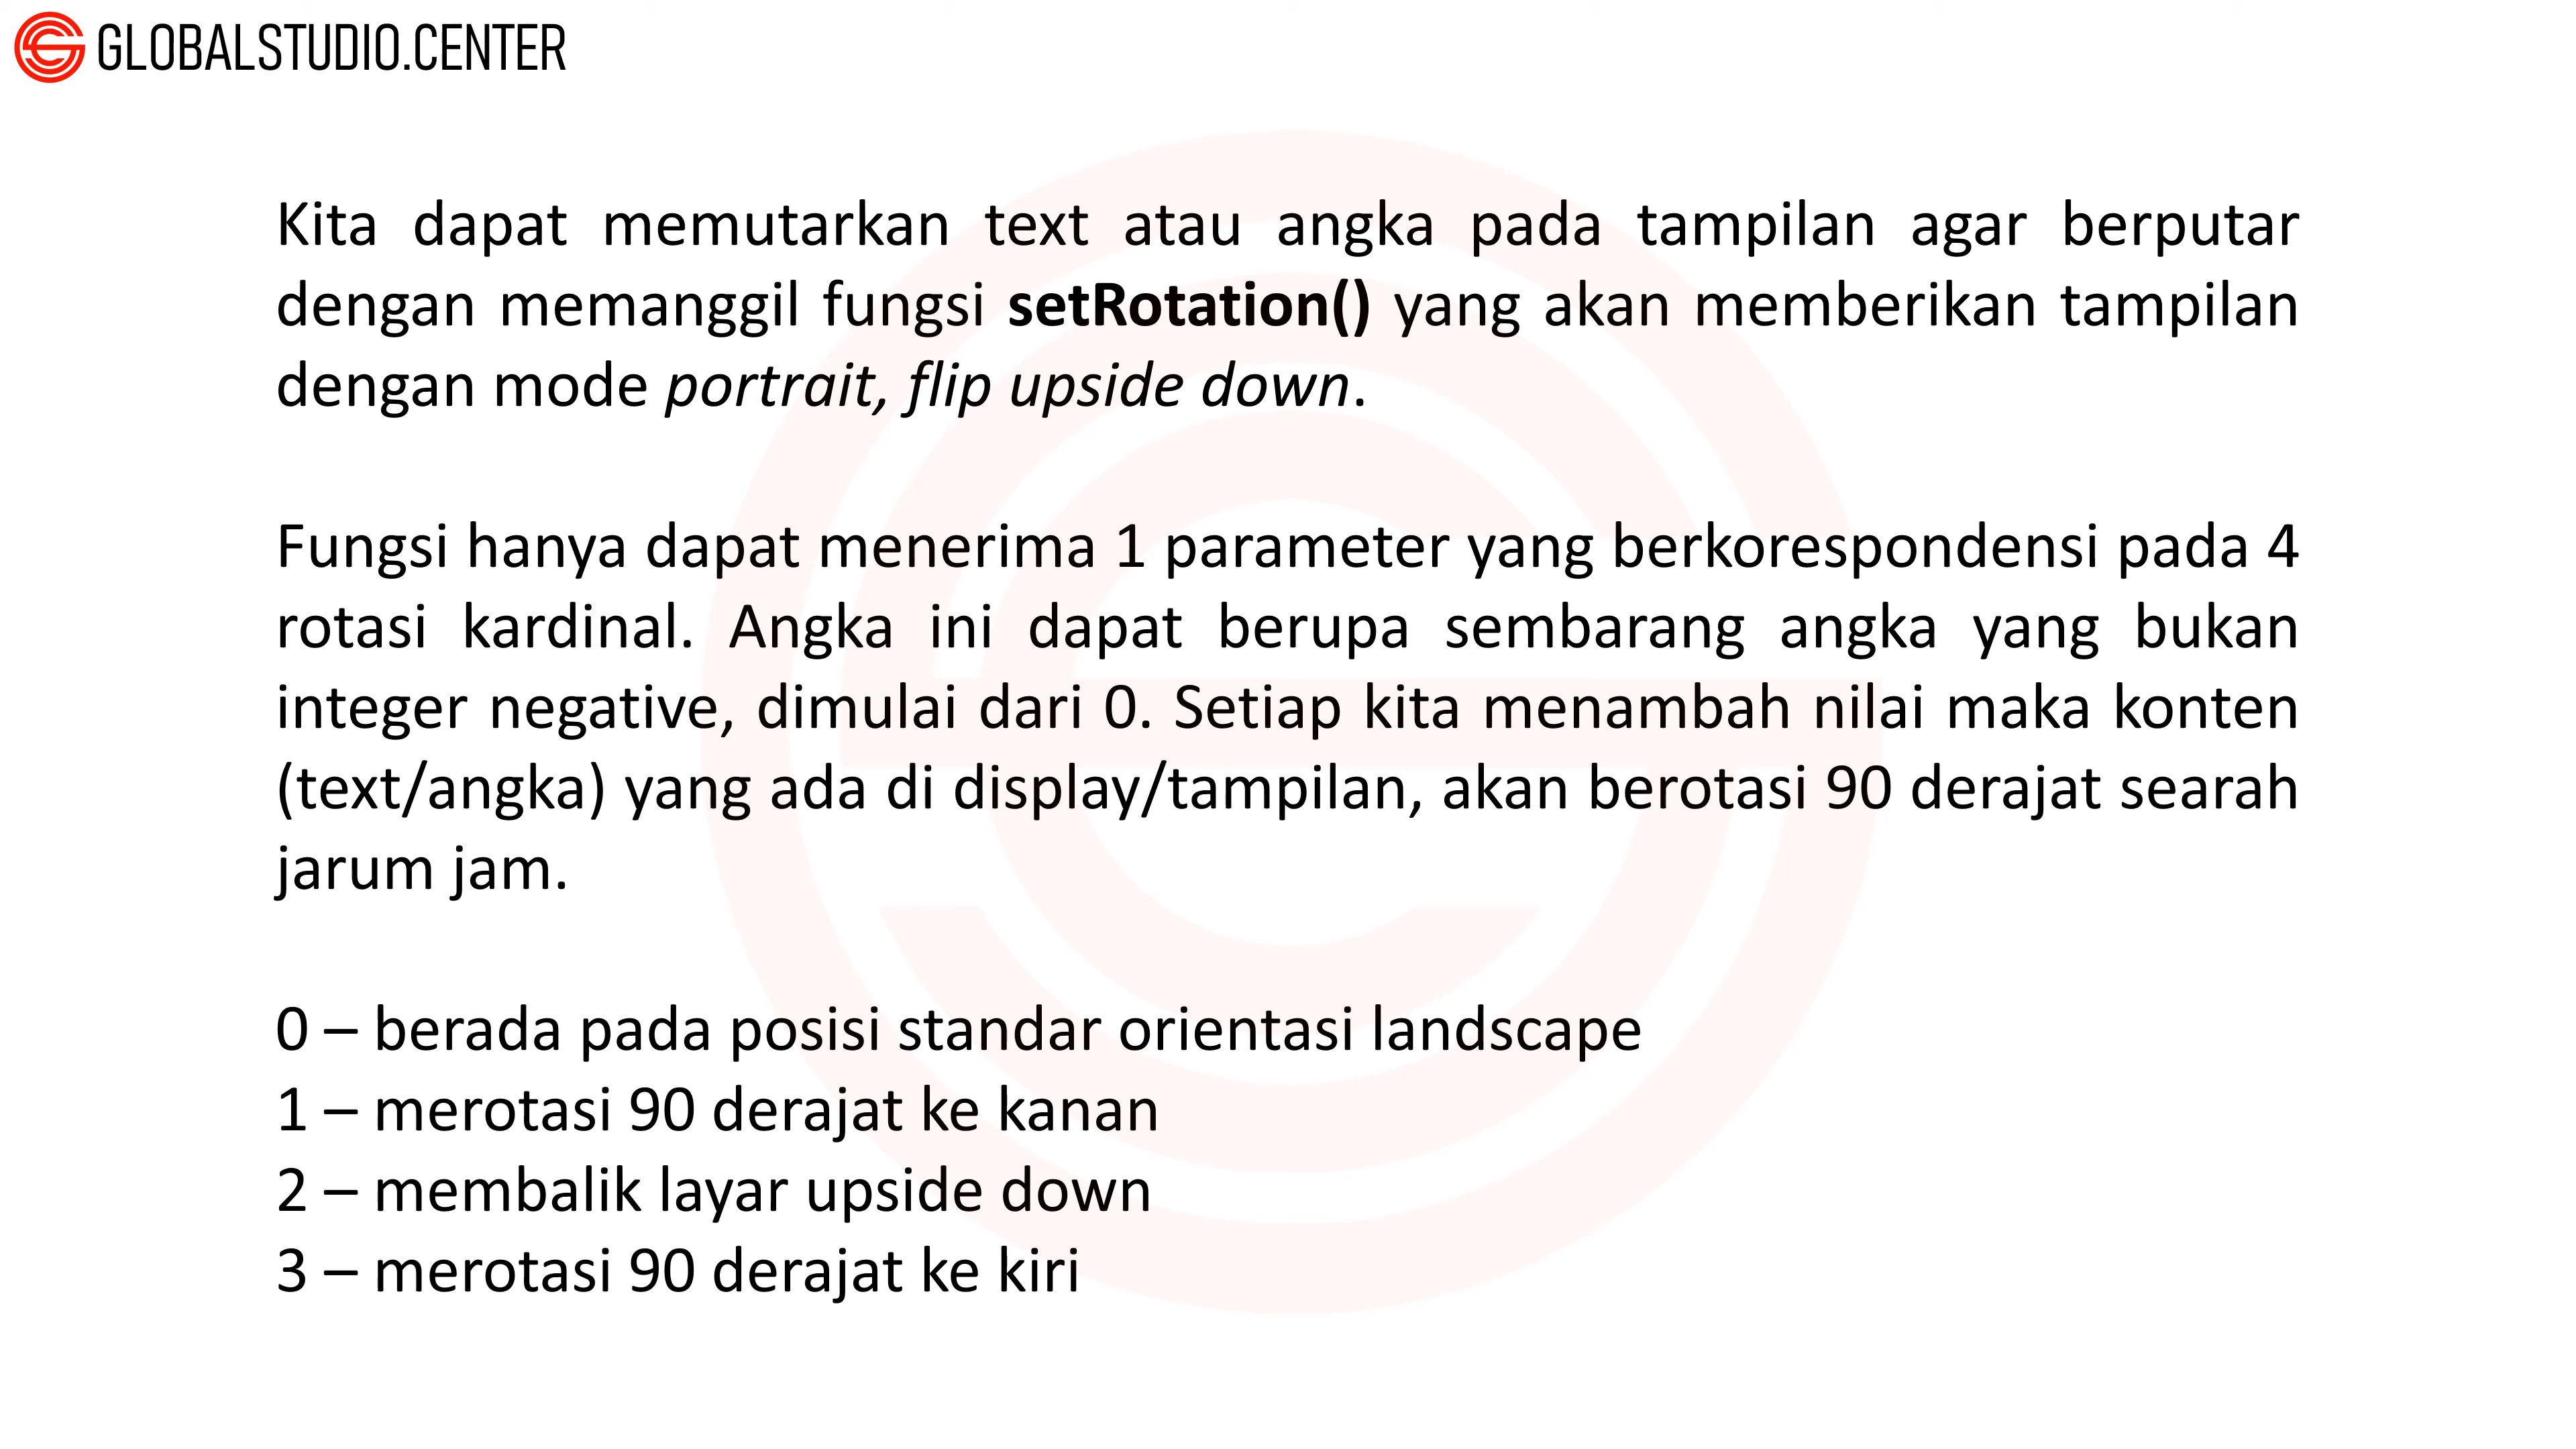 GLOBALSTUDIO.CENTER
Kita dapat memutarkan text atau angka pada tampilan agar berputar
dengan memanggil fungsi setRotation() yang akan memberikan tampilan
dengan mode portrait, flip upside down.
Fungsi hanya dapat menerima 1 parameter yang berkorespondensi pada 4
rotasi kardinal. Angka ini dapat berupa sembarang angka yang bukan
integer negative, dimulai dari 0. Setiap kita menambah nilai maka konten
(text/angka) yang ada di display/tampilan, akan berotasi 90 derajat searah
jarum jam.
0 – berada pada posisi standar orientasi landscape
1 – merotasi 90 derajat ke kanan
2 – membalik layar upside down
3 – merotasi 90 derajat ke kiri